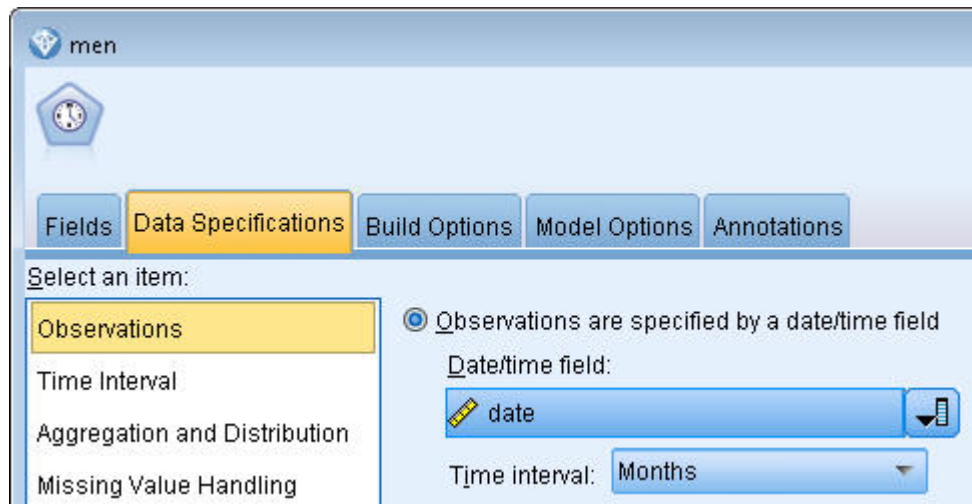 men
Fields Data Specifications Build Options Model Options Annotations
Select an item:
Observations
Time Interval
Aggregation and Distribution
Missing Value Handling
Observations are specified by a date/time field
Date/time field:
date
Time interval: Months